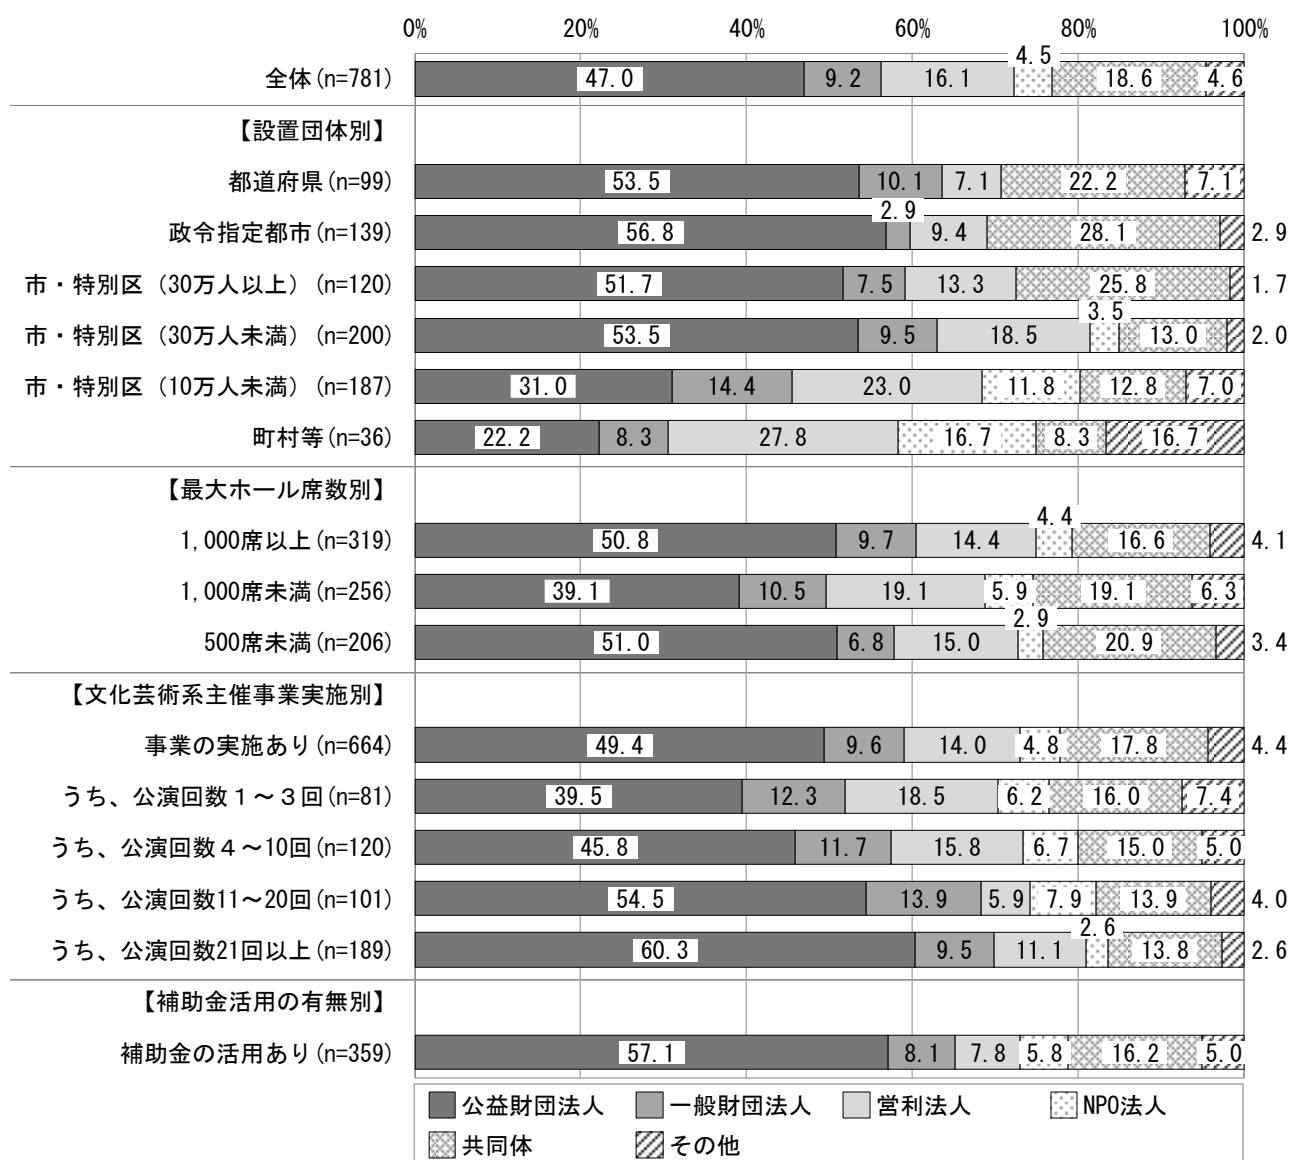 0% 20% 40% 60% 80% 100%
全体(n=781) 47.0 9.2 16.1 4.5 18.6 4.6
【設置団体別】
都道府県(n=99) 53.5 10.1 7.1 22.2 7.1
政令指定都市(n=139) 56.8 2.9 9.4 28.1 2.9
市・特別区（30万人以上）(n=120) 51.7 7.5 13.3 25.8 1.7
市・特別区（30万人未満）(n=200) 53.5 9.5 18.5 3.5 13.0 2.0
市・特別区（10万人未満）(n=187) 31.0 14.4 23.0 11.8 12.8 7.0
町村等(n=36) 22.2 8.3 27.8 16.7 8.3 16.7
【最大ホール席数別】
1,000席以上(n=319) 50.8 9.7 14.4 4.4 16.6 4.1
1,000席未満(n=256) 39.1 10.5 19.1 5.9 19.1 6.3
500席未満(n=206) 51.0 6.8 15.0 2.9 20.9 3.4
【文化芸術系主催事業実施別】
事業の実施あり(n=664) 49.4 9.6 14.0 4.8 17.8 4.4
うち、公演回数１～３回(n=81) 39.5 12.3 18.5 6.2 16.0 7.4
うち、公演回数４～10回(n=120) 45.8 11.7 15.8 6.7 15.0 5.0
うち、公演回数11～20回(n=101) 54.5 13.9 5.9 7.9 13.9 4.0
うち、公演回数21回以上(n=189) 60.3 9.5 11.1 2.6 13.8 2.6
【補助金活用の有無別】
補助金の活用あり(n=359) 57.1 8.1 7.8 5.8 16.2 5.0
公益財団法人 一般財団法人 営利法人 NPO法人
共同体 その他